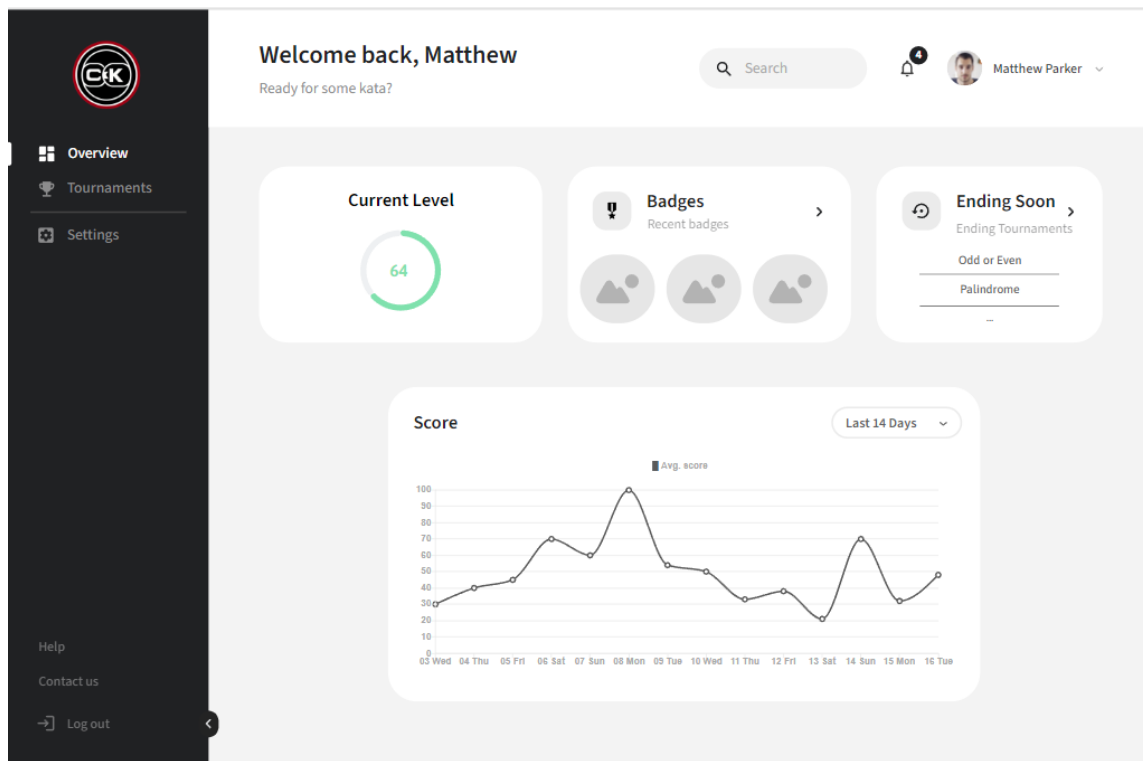 CK
Welcome back, Matthew
Ready for some kata?
Search
4
Matthew Parker
Overview
Tournaments
Settings
Current Level
64
Badges
Recent badges
Ending Soon
Ending Tournaments
Odd or Even
Palindrome
...
Score
Last 14 Days
Avg. score
100
90
80
70
60
50
40
30
20
10
0
03 Wed 04 Thu 05 Fri 06 Sat 07 Sun 08 Mon 09 Tue 10 Wed 11 Thu 12 Fri 13 Sat 14 Sun 15 Mon 16 Tue
Help
Contact us
Log out